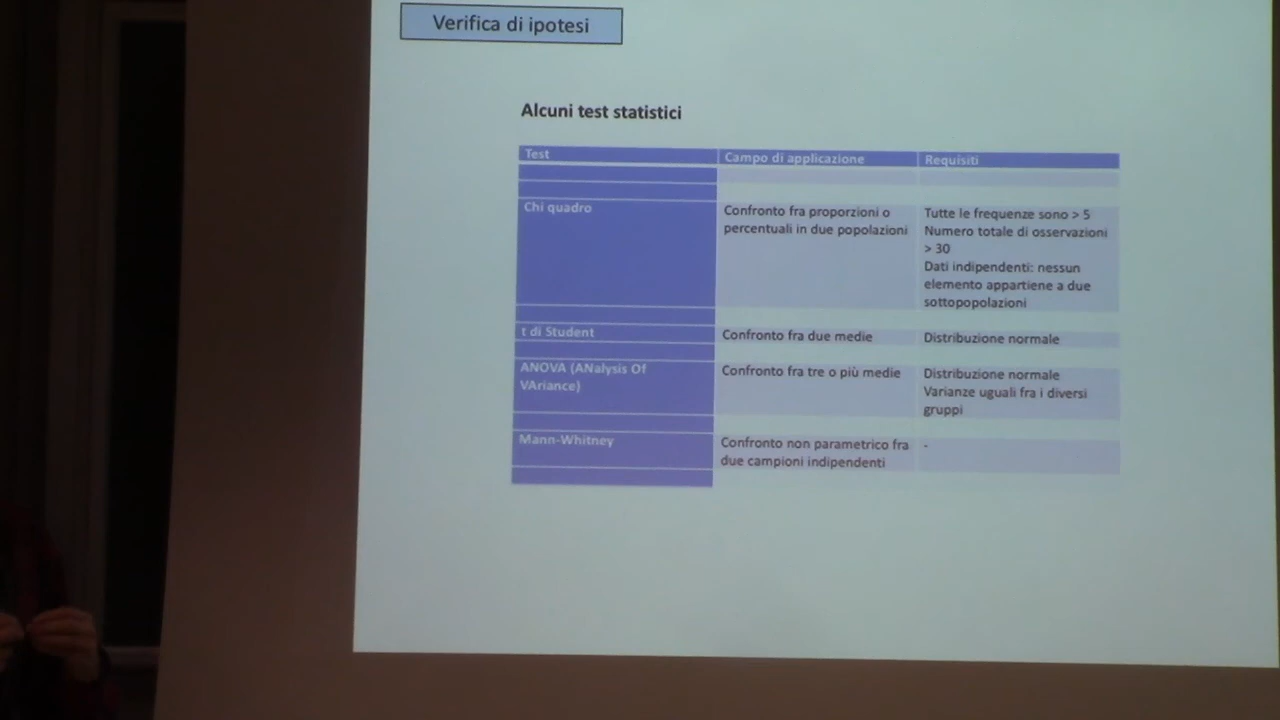 Verifica di ipotesi
Alcuni test statistici
Test
Campo di applicazione
Requisiti
Chi quadro
Confronto fra proporzioni o
percentuali in due popolazioni
Tutte le frequenze sono > 5
Numero totale di osservazioni
> 30
Dati indipendenti: nessun
elemento appartiene a due
sottopopolazioni
t di Student
Confronto fra due medie
Distribuzione normale
ANOVA (ANalysis Of
VAriance)
Confronto fra tre o più medie
Distribuzione normale
Varianze uguali fra i diversi
gruppi
Mann-Whitney
Confronto non parametrico fra
due campioni indipendenti
-